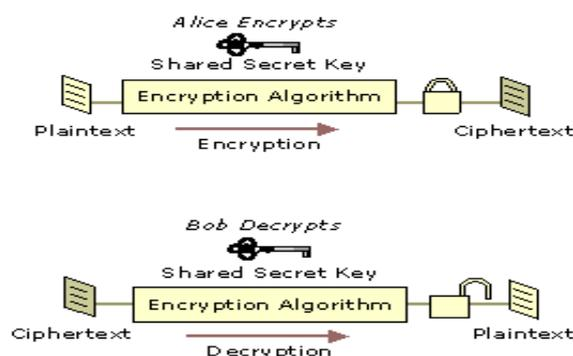 Alice Encrypts
Shared Secret Key
Encryption Algorithm
Plaintext
Ciphertext
Encryption
Bob Decrypts
Shared Secret Key
Encryption Algorithm
Ciphertext
Plaintext
Decryption